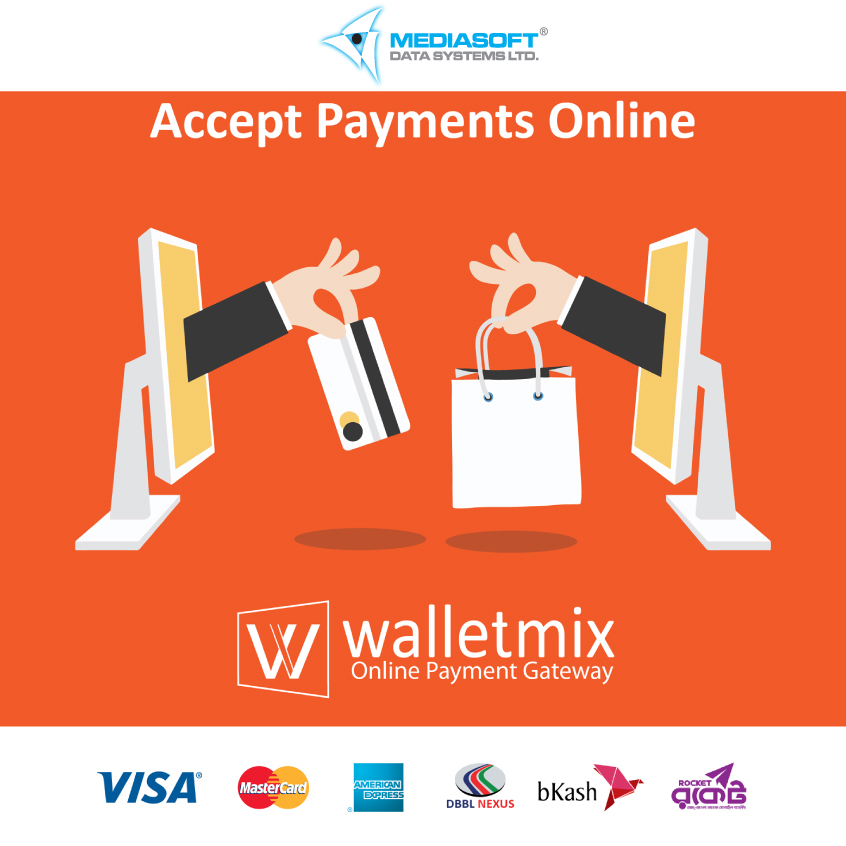 MEDIASOFT®
DATA SYSTEMS LTD.
Accept Payments Online
W
walletmix
Online Payment Gateway
VISA®
MasterCard
AMERICAN
EXPRESS
®
DBBL NEXUS
bKash
ROCKET
রকেট